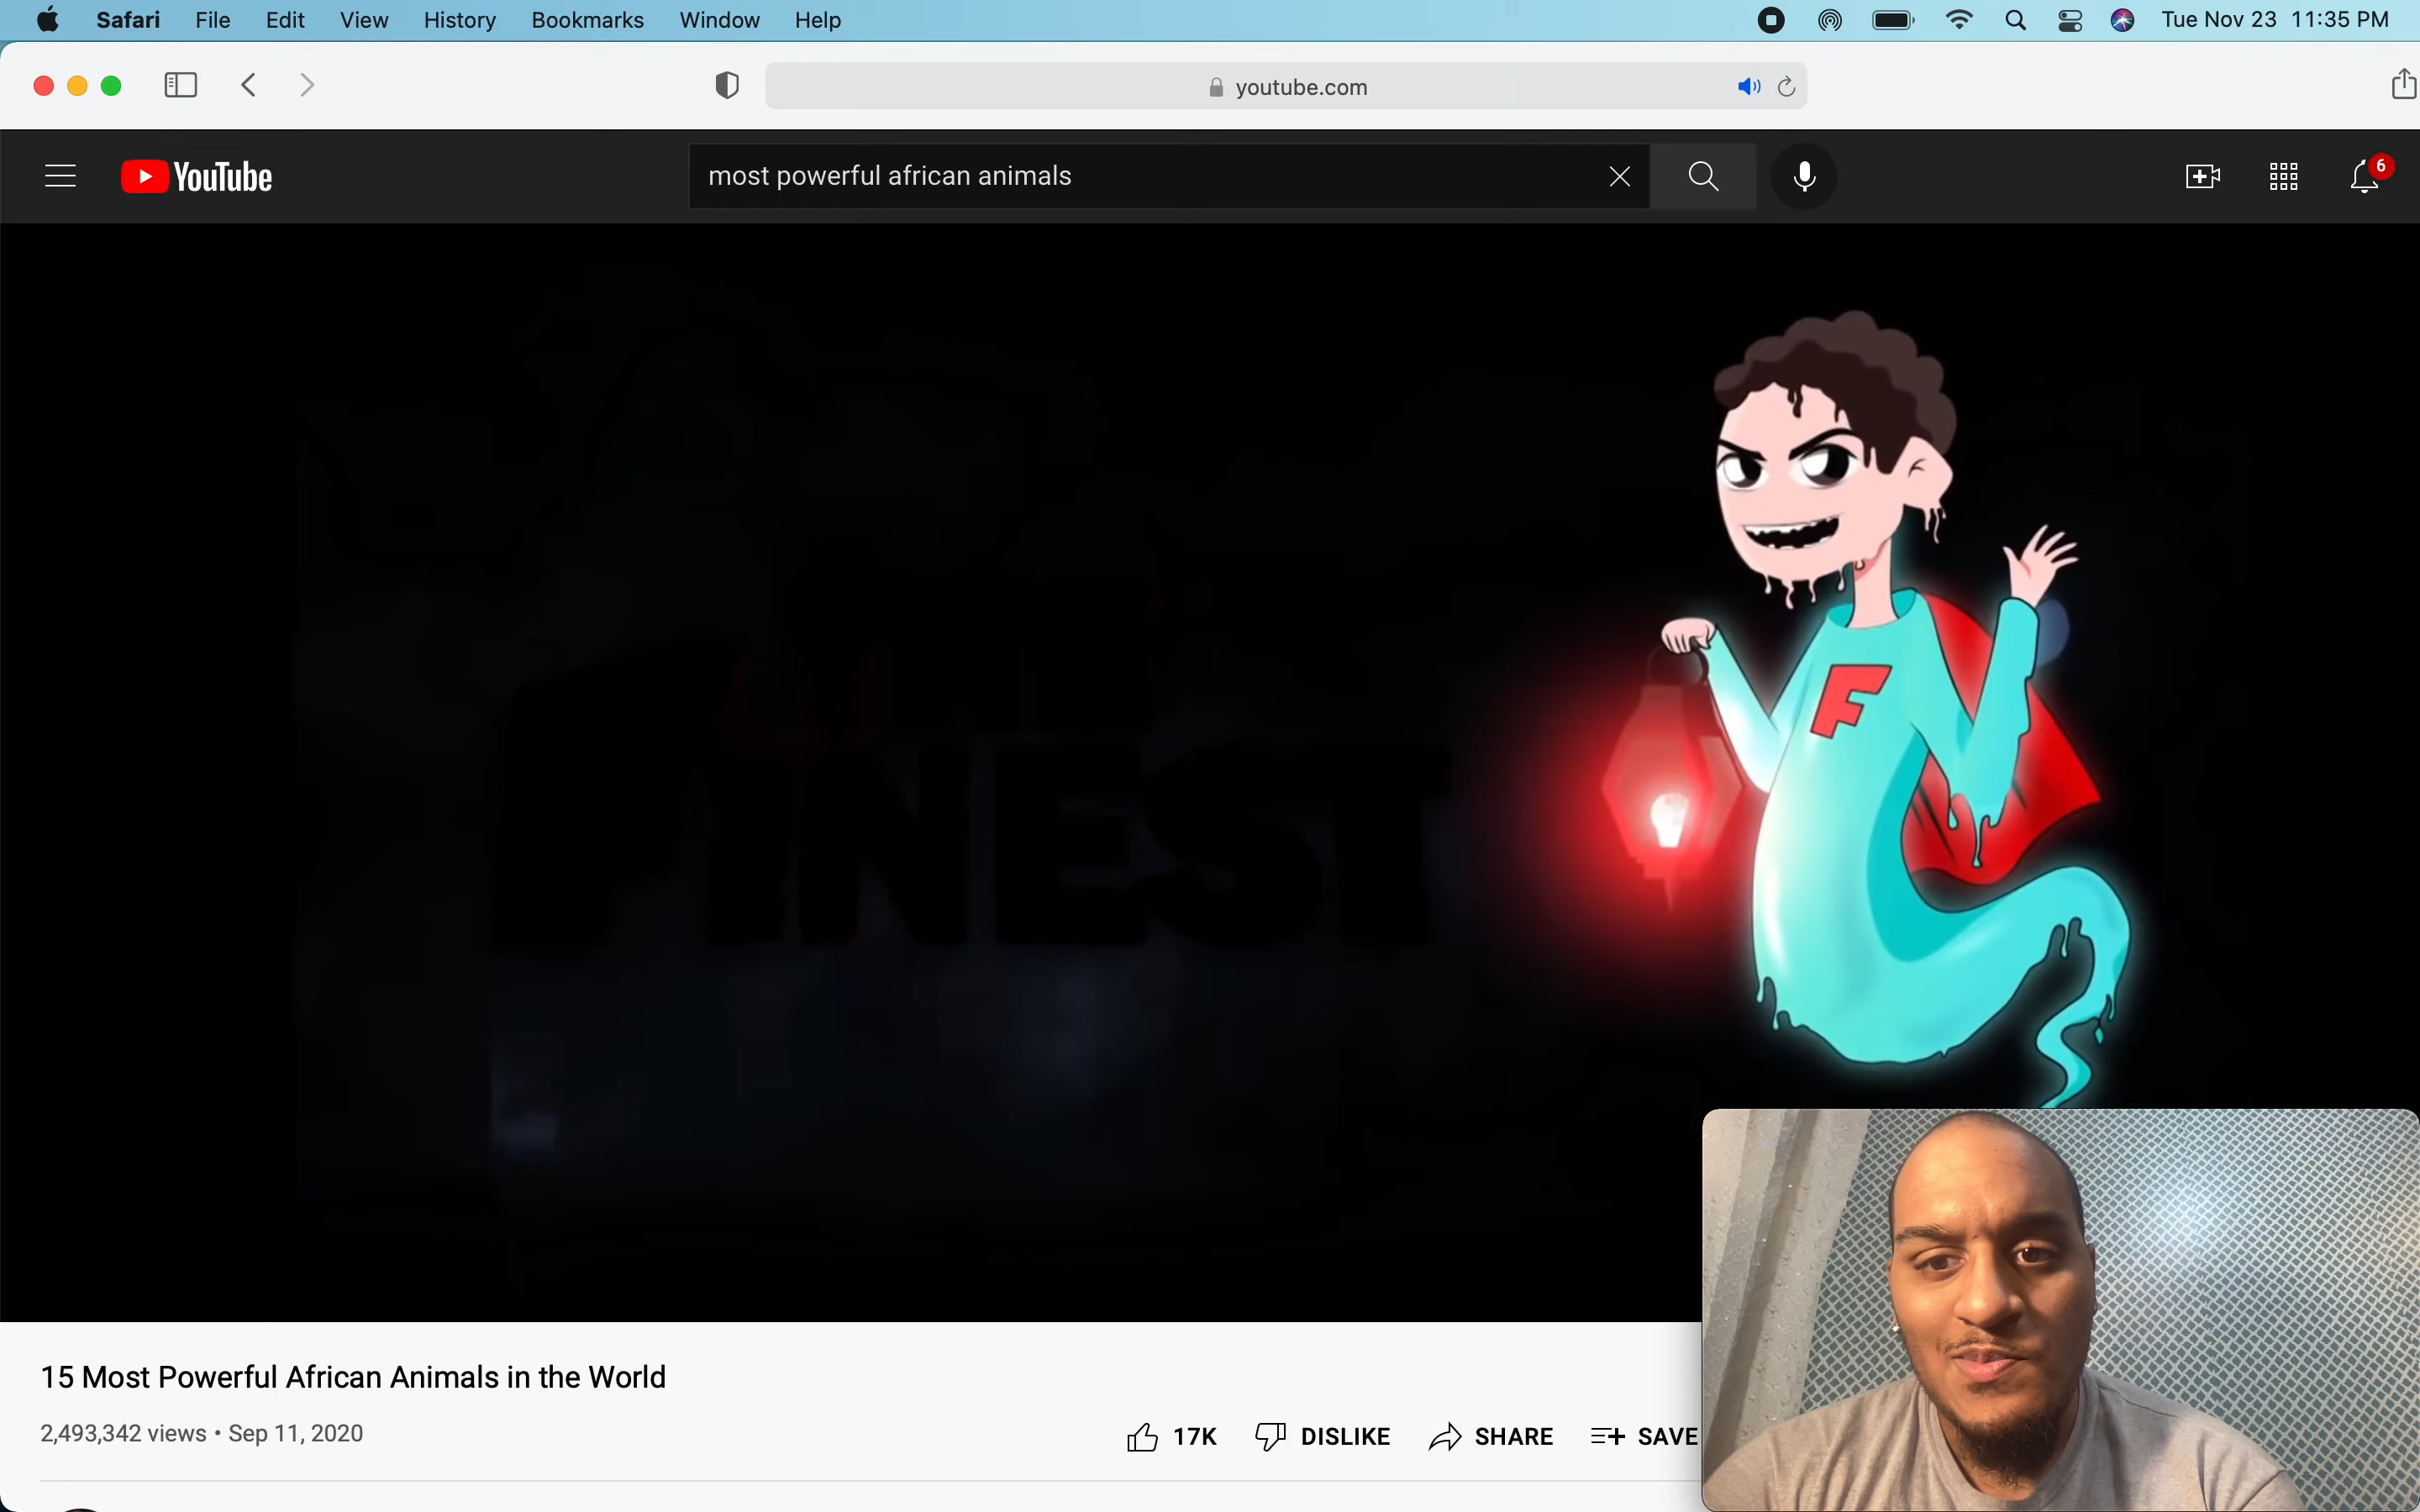 Safari File Edit View History Bookmarks Window Help Tue Nov 23 11:35 PM
youtube.com
YouTube most powerful african animals 6
F
THE
FINEST
15 Most Powerful African Animals in the World
2,493,342 views • Sep 11, 2020 17K DISLIKE SHARE SAVE